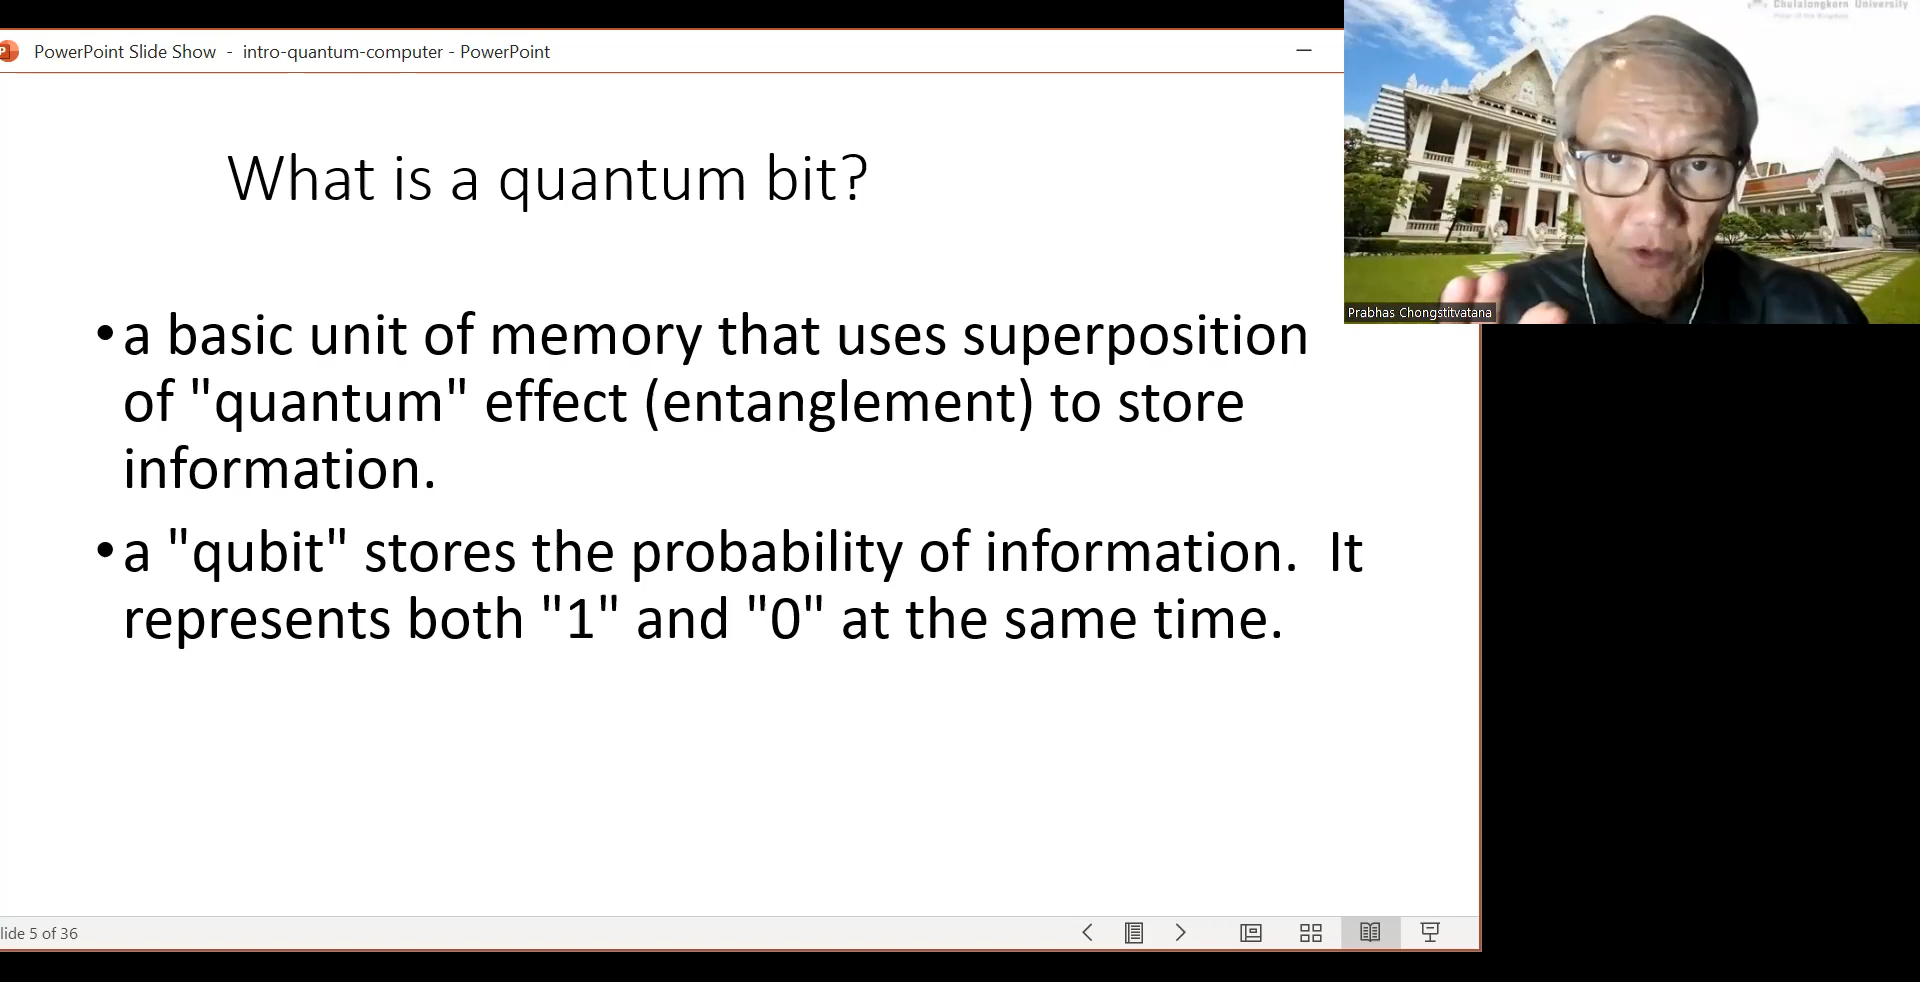 PowerPoint Slide Show - intro-quantum-computer - PowerPoint
Chulalongkorn University
What is a quantum bit?
Prabhas Chongstitvatana
•a basic unit of memory that uses superposition
of "quantum" effect (entanglement) to store
information.
•a "qubit" stores the probability of information.  It
represents both "1" and "0" at the same time.
lide 5 of 36